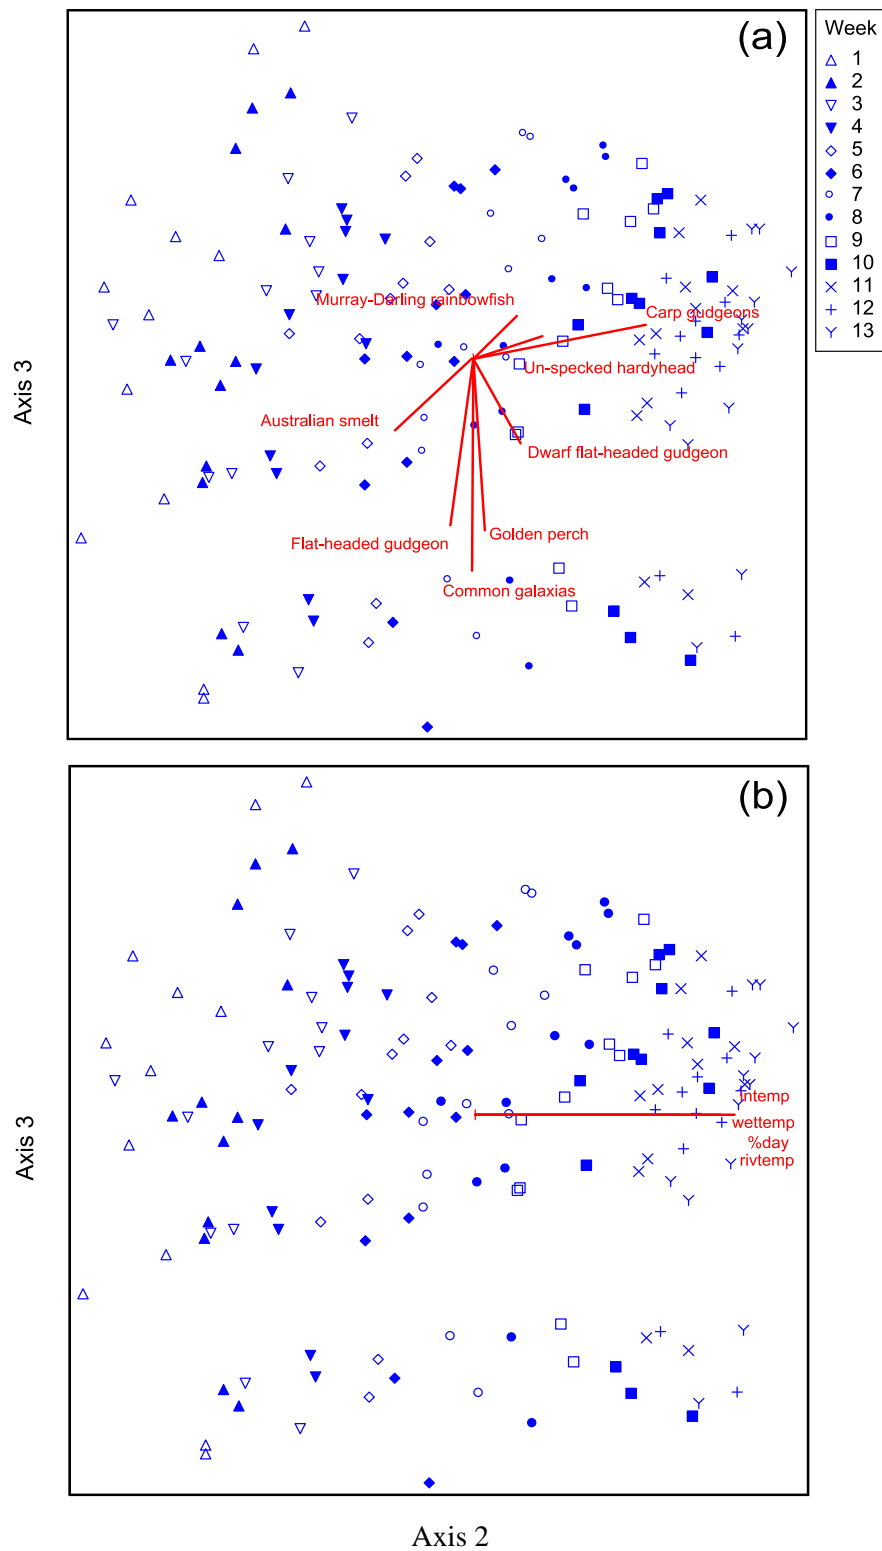 (a)
Week
1
2
3
4
5
6
7
8
9
10
11
12
13
Murray-Darling rainbowfish
Carp gudgeons
Un-specked hardyhead
Axis 3
Australian smelt
Dwarf flat-headed gudgeon
Golden perch
Flat-headed gudgeon
Common galaxias
(b)
intemp
wettemp
%day
rivtemp
Axis 3
Axis 2